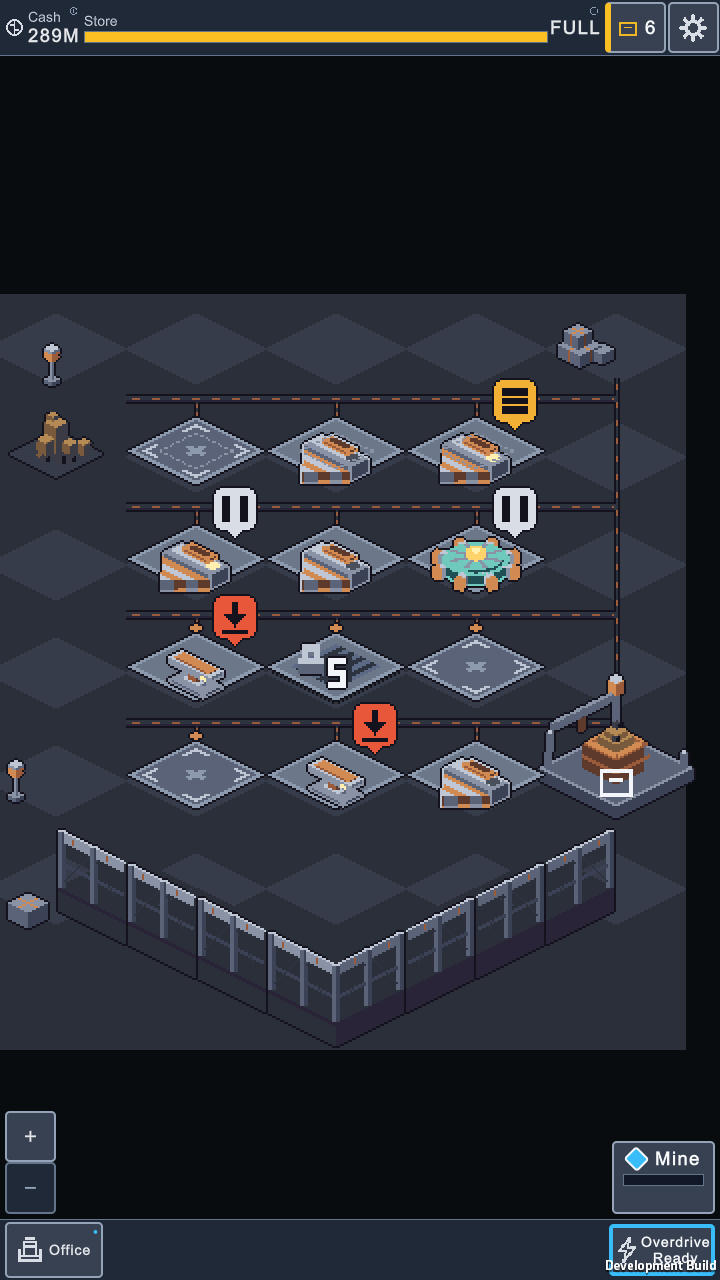 Cash
289M
Store
FULL
6
5
+
−
Mine
Office
Overdrive
Ready
Development Build